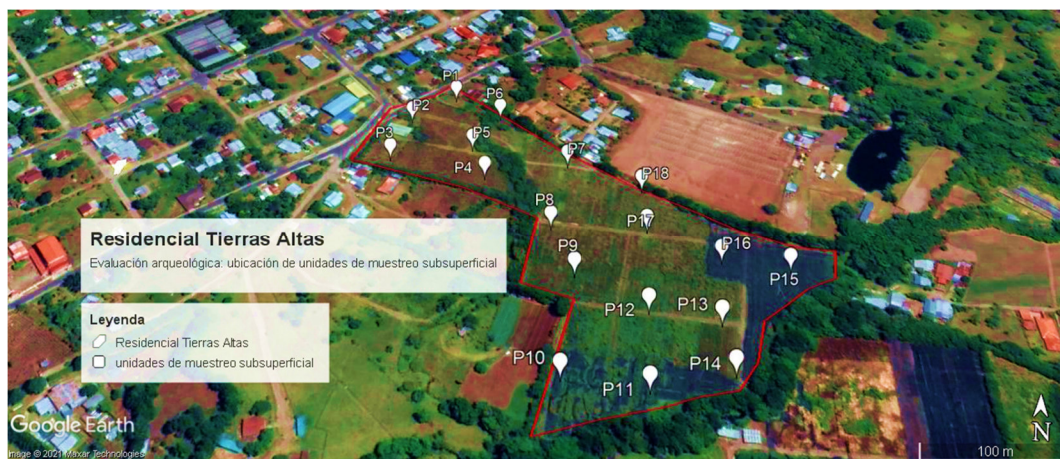 P1
P2
P6
P3
P5
P4
P7
P18
P8
P17
P9
P16
P15
P12
P13
P10
P11
P14
Residencial Tierras Altas
Evaluación arqueológica: ubicación de unidades de muestreo subsuperficial
Leyenda
Residencial Tierras Altas
unidades de muestreo subsuperficial
Google Earth
Image © 2021 Maxar Technologies
N
100 m